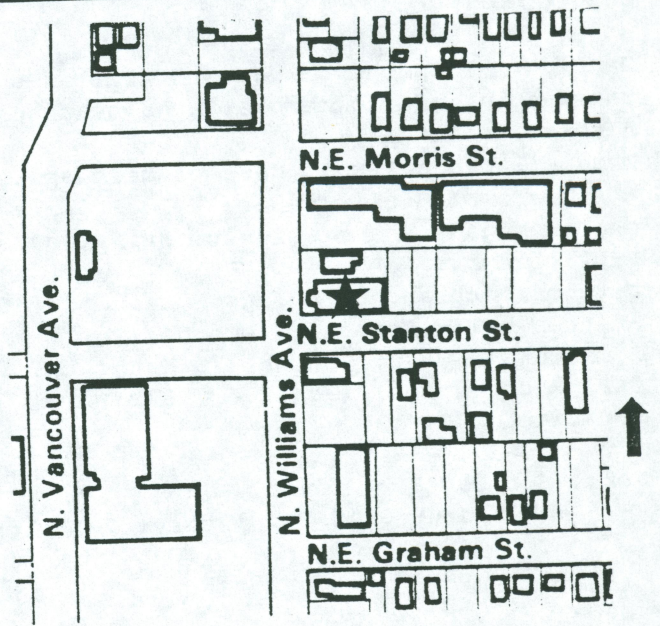 N.E. Morris St.
N. Vancouver Ave.
N. Williams Ave.
N.E. Stanton St.
N.E. Graham St.